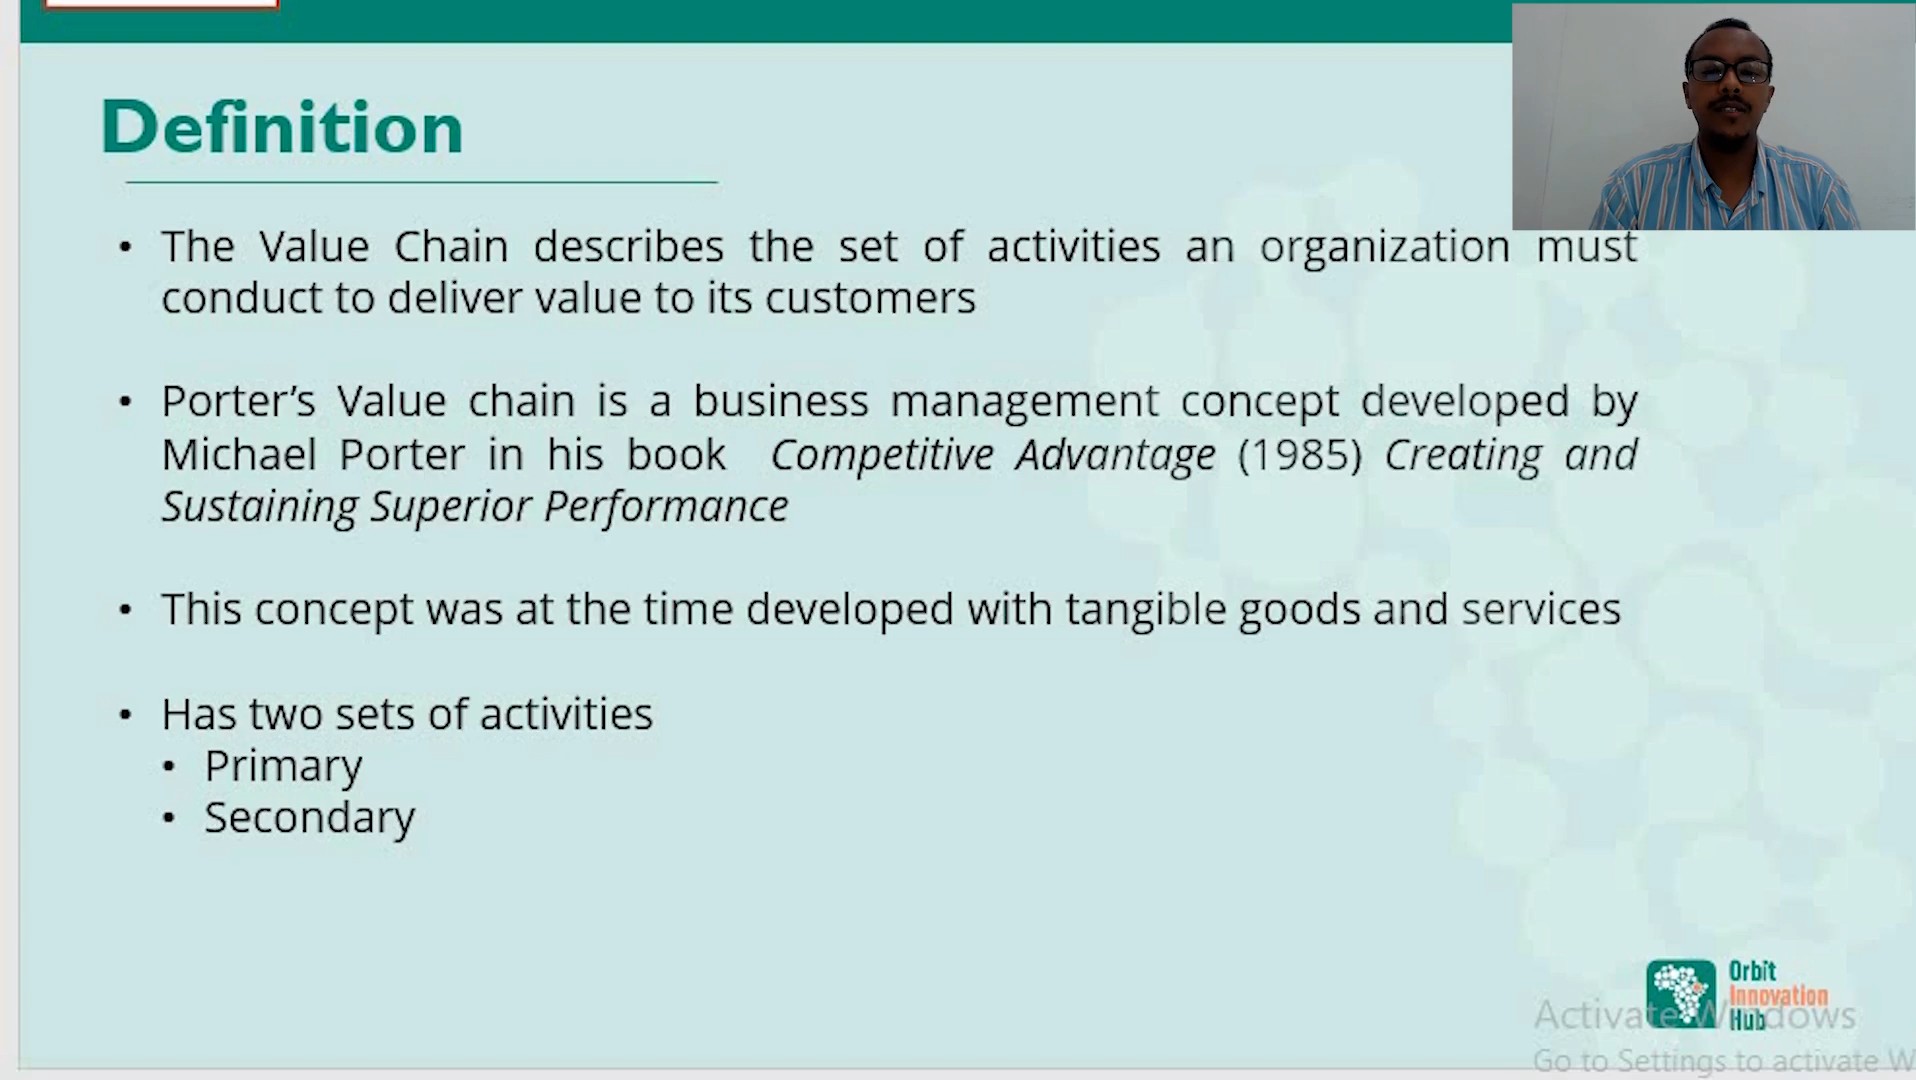 Definition
• The Value Chain describes the set of activities an organization must
conduct to deliver value to its customers
• Porter’s Value chain is a business management concept developed by
Michael Porter in his book Competitive Advantage (1985) Creating and
Sustaining Superior Performance
• This concept was at the time developed with tangible goods and services
• Has two sets of activities
• Primary
• Secondary
Orbit
Innovation
Hub
Activate Windows
Go to Settings to activate W